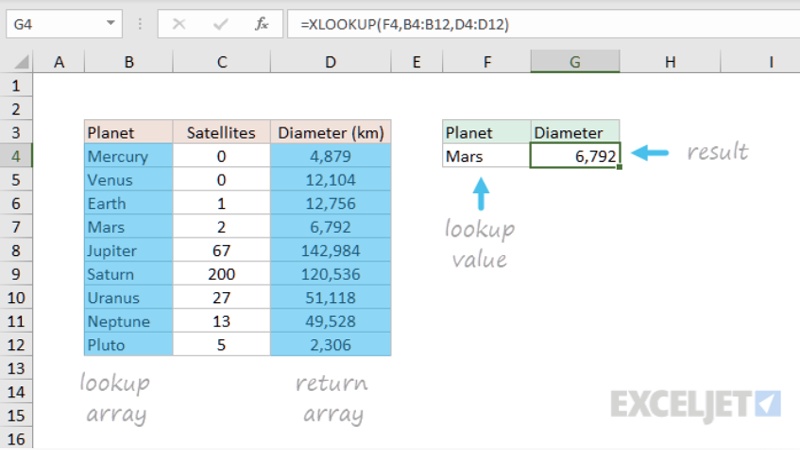 G4 fx =XLOOKUP(F4,B4:B12,D4:D12)
A B C D E F G H I
1
2
3 Planet Satellites Diameter (km) Planet Diameter
4 Mercury 0 4,879 Mars 6,792 result
5 Venus 0 12,104
6 Earth 1 12,756
7 Mars 2 6,792 lookup
8 Jupiter 67 142,984 value
9 Saturn 200 120,536
10 Uranus 27 51,118
11 Neptune 13 49,528
12 Pluto 5 2,306
13
14 lookup return
15 array array EXCELJET
16